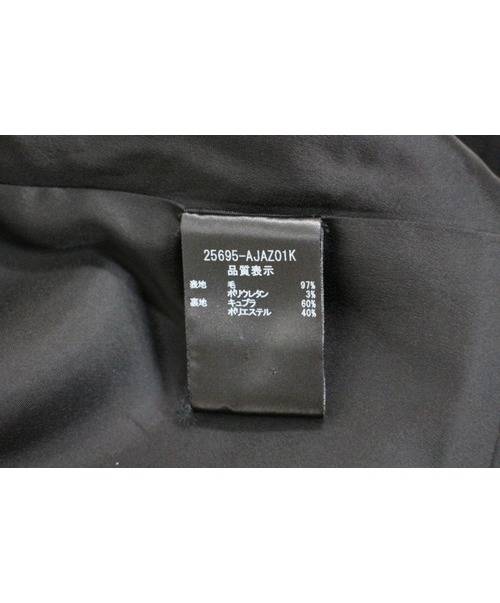 25695-AJAZ01K
品質表示
表地 毛 97%
ポリウレタン 3%
裏地 キュプラ 60%
ポリエステル 40%